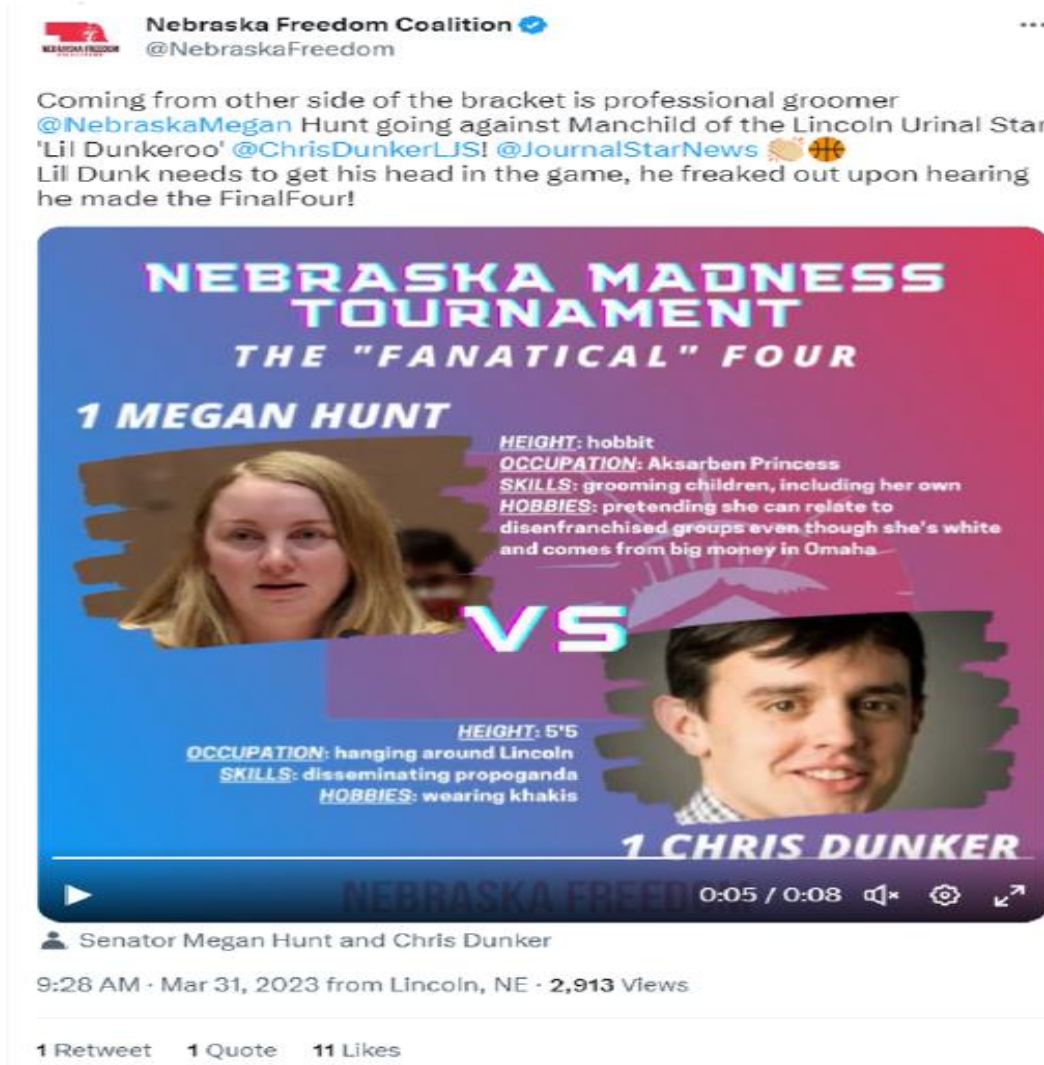 Nebraska Freedom Coalition
@NebraskaFreedom
Coming from other side of the bracket is professional groomer
@NebraskaMegan Hunt going against Manchild of the Lincoln Urinal Star
'Lil Dunkeroo' @ChrisDunkerLJS! @JournalStarNews 👏🏼🏀
Lil Dunk needs to get his head in the game, he freaked out upon hearing
he made the FinalFour!
NEBRASKA MADNESS
TOURNAMENT
THE "FANATICAL" FOUR
1 MEGAN HUNT
HEIGHT: hobbit
OCCUPATION: Aksarben Princess
SKILLS: grooming children, including her own
HOBBIES: pretending she can relate to
disenfranchised groups even though she's white
and comes from big money in Omaha
VS
HEIGHT: 5'5
OCCUPATION: hanging around Lincoln
SKILLS: disseminating propoganda
HOBBIES: wearing khakis
1 CHRIS DUNKER
NEBRASKA FREEDOM
0:05 / 0:08
Senator Megan Hunt and Chris Dunker
9:28 AM · Mar 31, 2023 from Lincoln, NE · 2,913 Views
1 Retweet 1 Quote 11 Likes